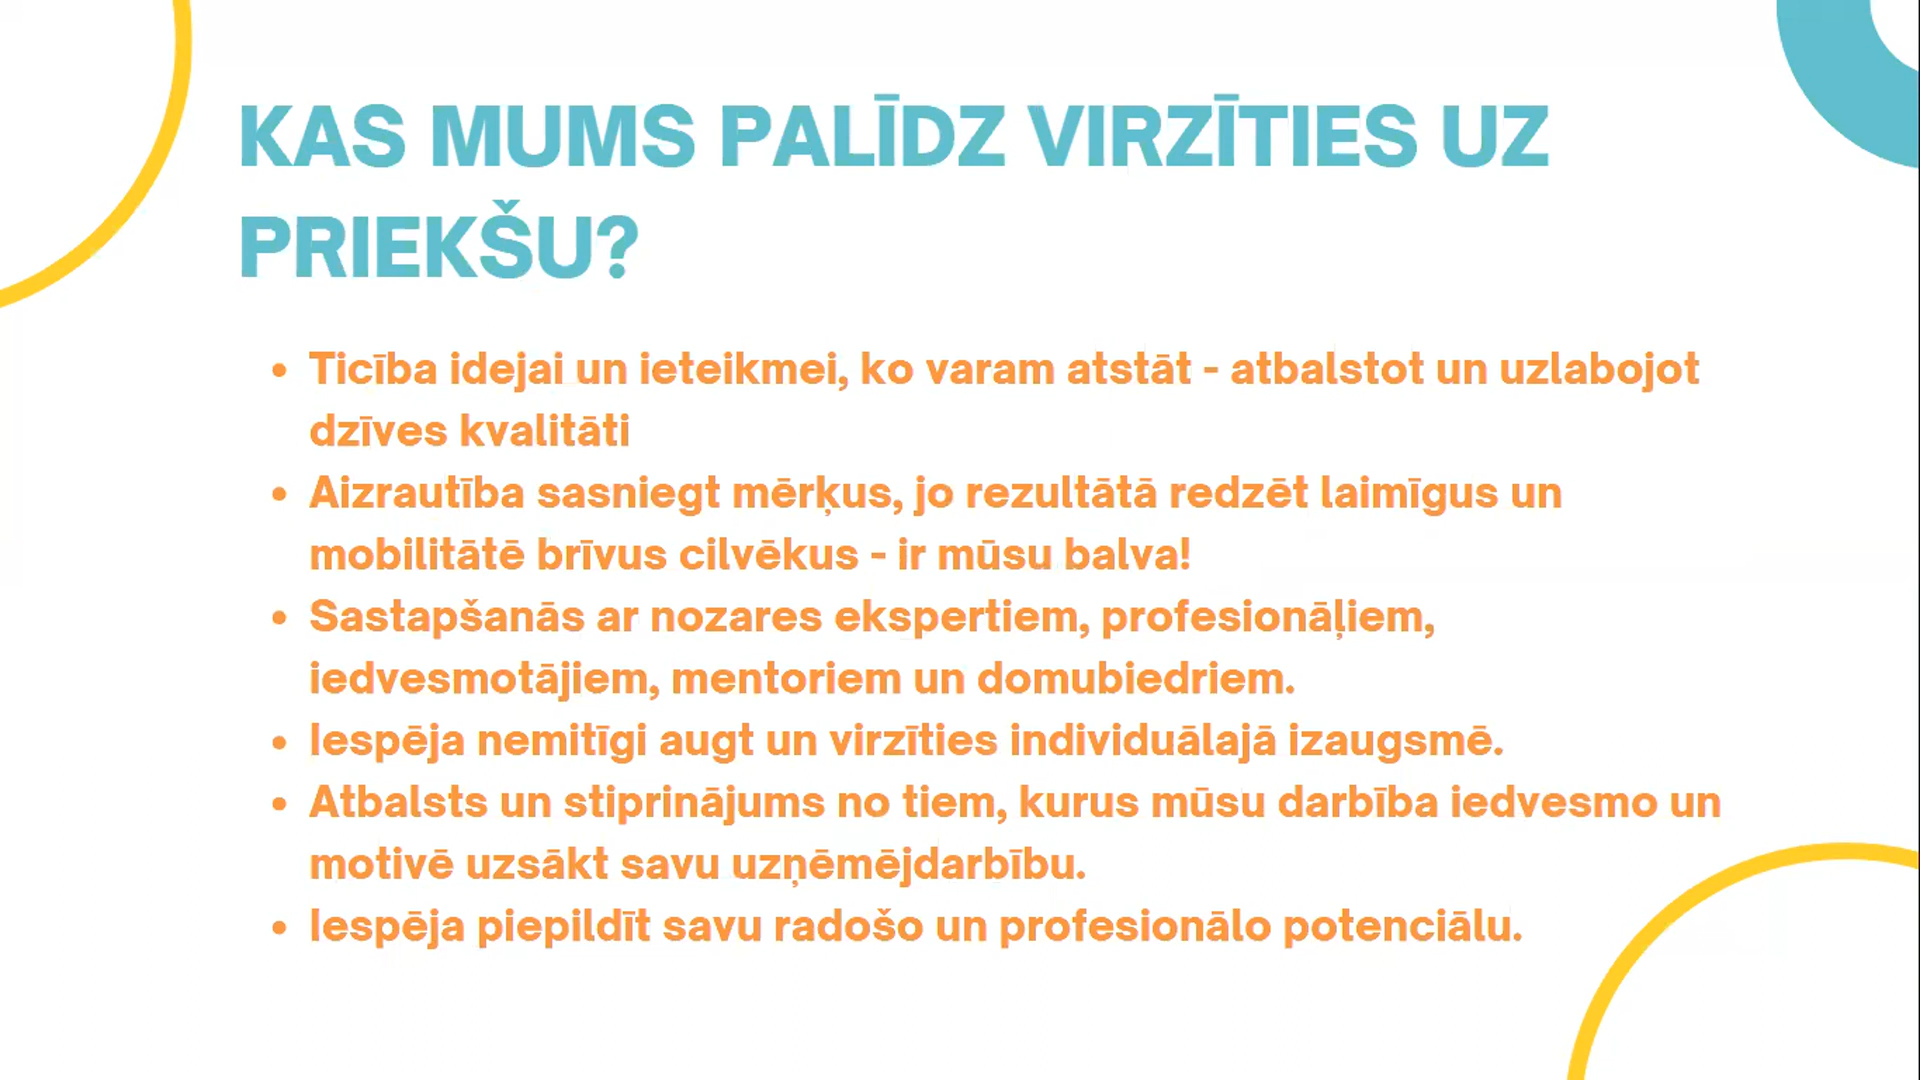 KAS MUMS PALĪDZ VIRZĪTIES UZ
PRIEKŠU?
• Ticība idejai un ieteikmei, ko varam atstāt - atbalstot un uzlabojot
dzīves kvalitāti
• Aizrautība sasniegt mērķus, jo rezultātā redzēt laimīgus un
mobilitātē brīvus cilvēkus - ir mūsu balva!
• Sastapšanās ar nozares ekspertiem, profesionāļiem,
iedvesmotājiem, mentoriem un domubiedriem.
• Iespēja nemitīgi augt un virzīties individuālajā izaugsmē.
• Atbalsts un stiprinājums no tiem, kurus mūsu darbība iedvesmo un
motivē uzsākt savu uzņēmējdarbību.
• Iespēja piepildīt savu radošo un profesionālo potenciālu.